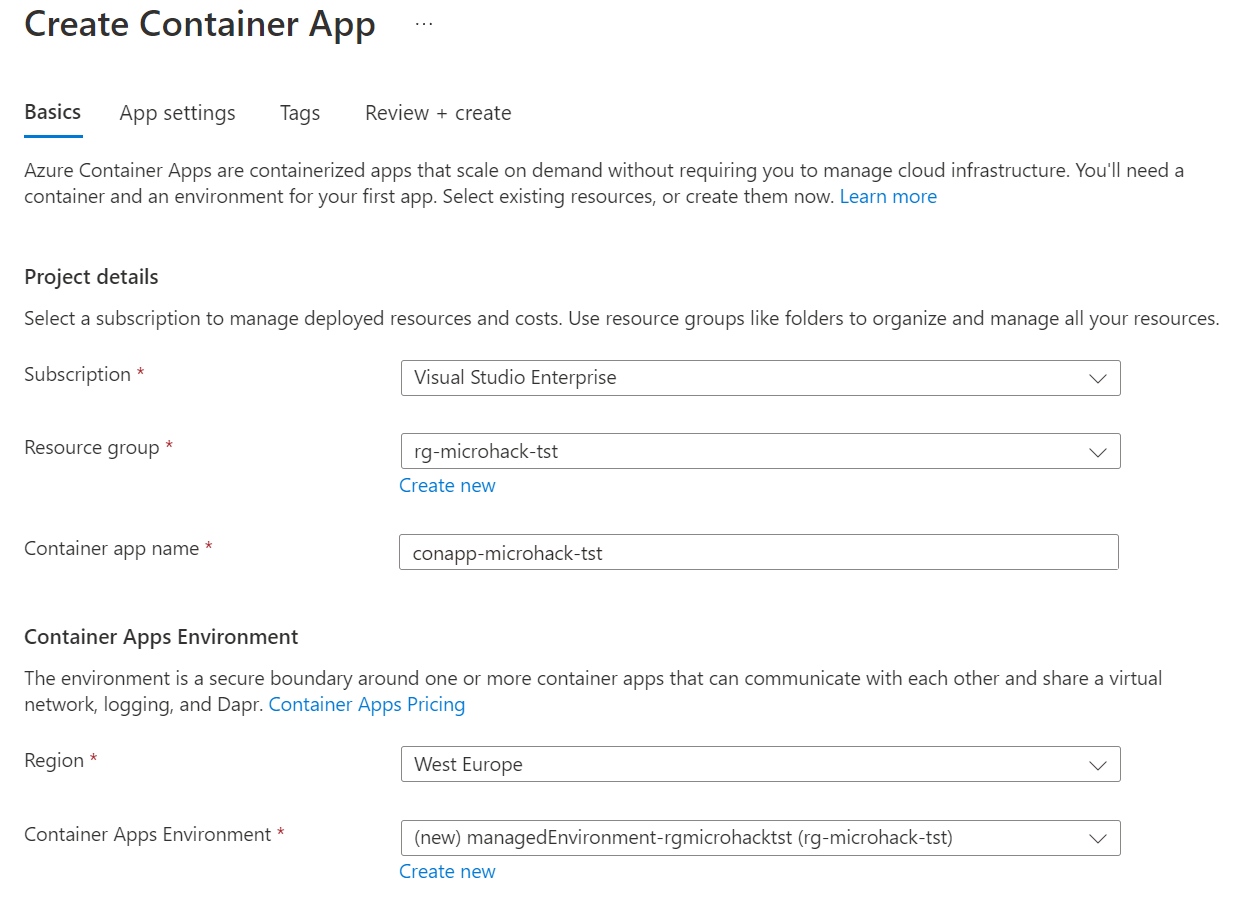 Create Container App ...
Basics App settings Tags Review + create
Azure Container Apps are containerized apps that scale on demand without requiring you to manage cloud infrastructure. You'll need a
container and an environment for your first app. Select existing resources, or create them now. Learn more
Project details
Select a subscription to manage deployed resources and costs. Use resource groups like folders to organize and manage all your resources.
Subscription * Visual Studio Enterprise
Resource group * rg-microhack-tst
Create new
Container app name * conapp-microhack-tst
Container Apps Environment
The environment is a secure boundary around one or more container apps that can communicate with each other and share a virtual
network, logging, and Dapr. Container Apps Pricing
Region * West Europe
Container Apps Environment * (new) managedEnvironment-rgmicrohacktst (rg-microhack-tst)
Create new